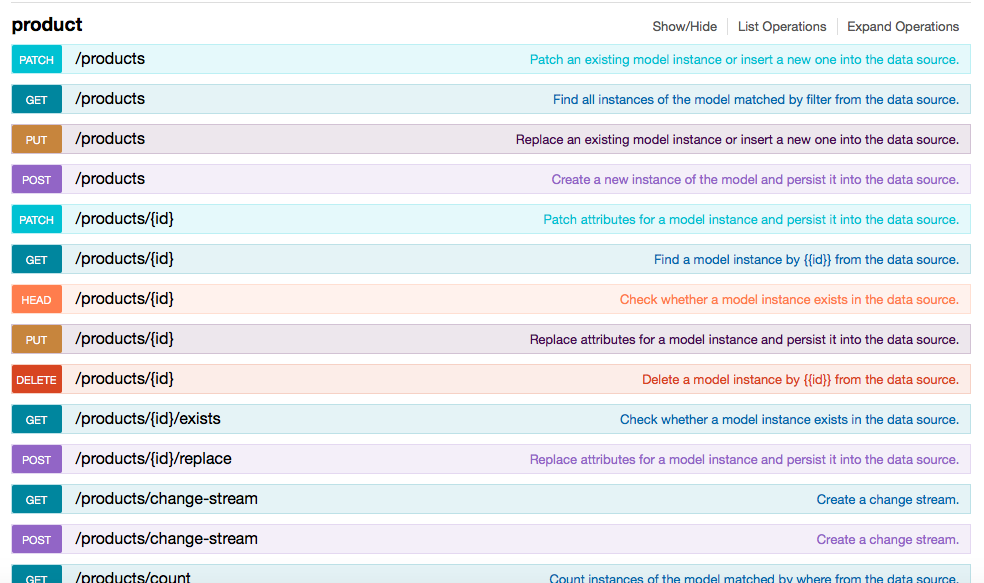 product Show/Hide List Operations Expand Operations
PATCH /products Patch an existing model instance or insert a new one into the data source.
GET /products Find all instances of the model matched by filter from the data source.
PUT /products Replace an existing model instance or insert a new one into the data source.
POST /products Create a new instance of the model and persist it into the data source.
PATCH /products/{id} Patch attributes for a model instance and persist it into the data source.
GET /products/{id} Find a model instance by {{id}} from the data source.
HEAD /products/{id} Check whether a model instance exists in the data source.
PUT /products/{id} Replace attributes for a model instance and persist it into the data source.
DELETE /products/{id} Delete a model instance by {{id}} from the data source.
GET /products/{id}/exists Check whether a model instance exists in the data source.
POST /products/{id}/replace Replace attributes for a model instance and persist it into the data source.
GET /products/change-stream Create a change stream.
POST /products/change-stream Create a change stream.
GET /products/count Count instances of the model matched by where from the data source.